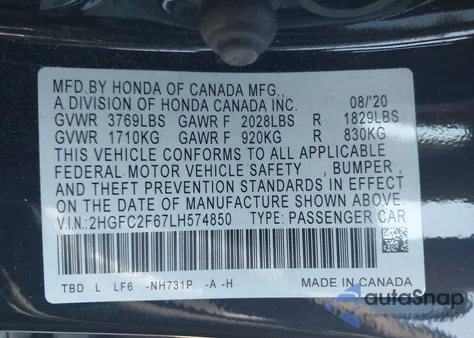 MFD.BY HONDA OF CANADA MFG.,
A DIVISION OF HONDA CANADA INC. 08/'20
GVWR 3769LBS GAWR F 2028LBS R 1829LBS
GVWR 1710KG GAWR F 920KG R 830KG
THIS VEHICLE CONFORMS TO ALL APPLICABLE
FEDERAL MOTOR VEHICLE SAFETY , BUMPER ,
AND THEFT PREVENTION STANDARDS IN EFFECT
ON THE DATE OF MANUFACTURE SHOWN ABOVE.
V.I.N:2HGFC2F67LH574850 TYPE: PASSENGER CAR
TBD L LF6 -NH731P -A -H MADE IN CANADA
autaSnap